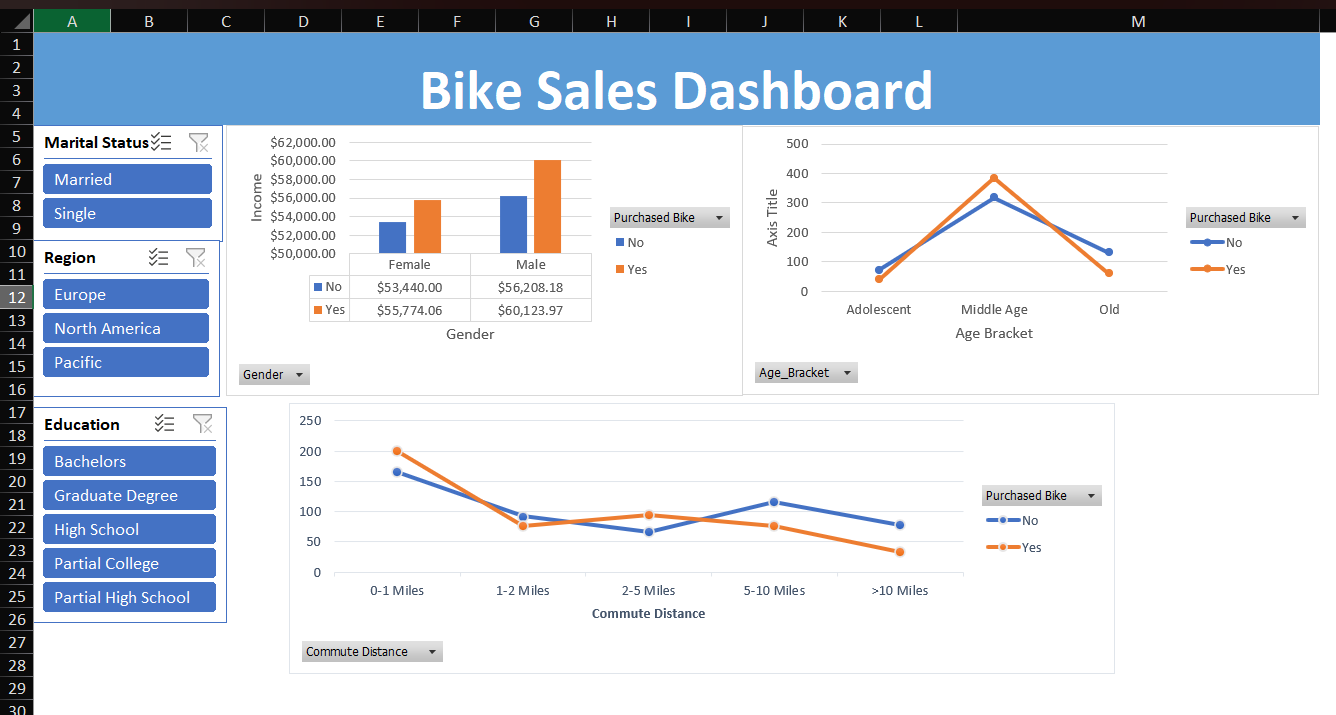 A B C D E F G H I J K L M
1
2
3
4
5
6
7
8
9
10
11
12
13
14
15
16
17
18
19
20
21
22
23
24
25
26
27
28
29
30
Bike Sales Dashboard
Marital Status
Married
Single
Region
Europe
North America
Pacific
Education
Bachelors
Graduate Degree
High School
Partial College
Partial High School
$62,000.00
$60,000.00
$58,000.00
$56,000.00
$54,000.00
$52,000.00
$50,000.00
Income
Female Male
No $53,440.00 $56,208.18
Yes $55,774.06 $60,123.97
Gender
Purchased Bike
No
Yes
Gender
500
400
300
200
100
0
Axis Title
Adolescent Middle Age Old
Age Bracket
Purchased Bike
No
Yes
Age_Bracket
250
200
150
100
50
0
0-1 Miles 1-2 Miles 2-5 Miles 5-10 Miles >10 Miles
Commute Distance
Purchased Bike
No
Yes
Commute Distance